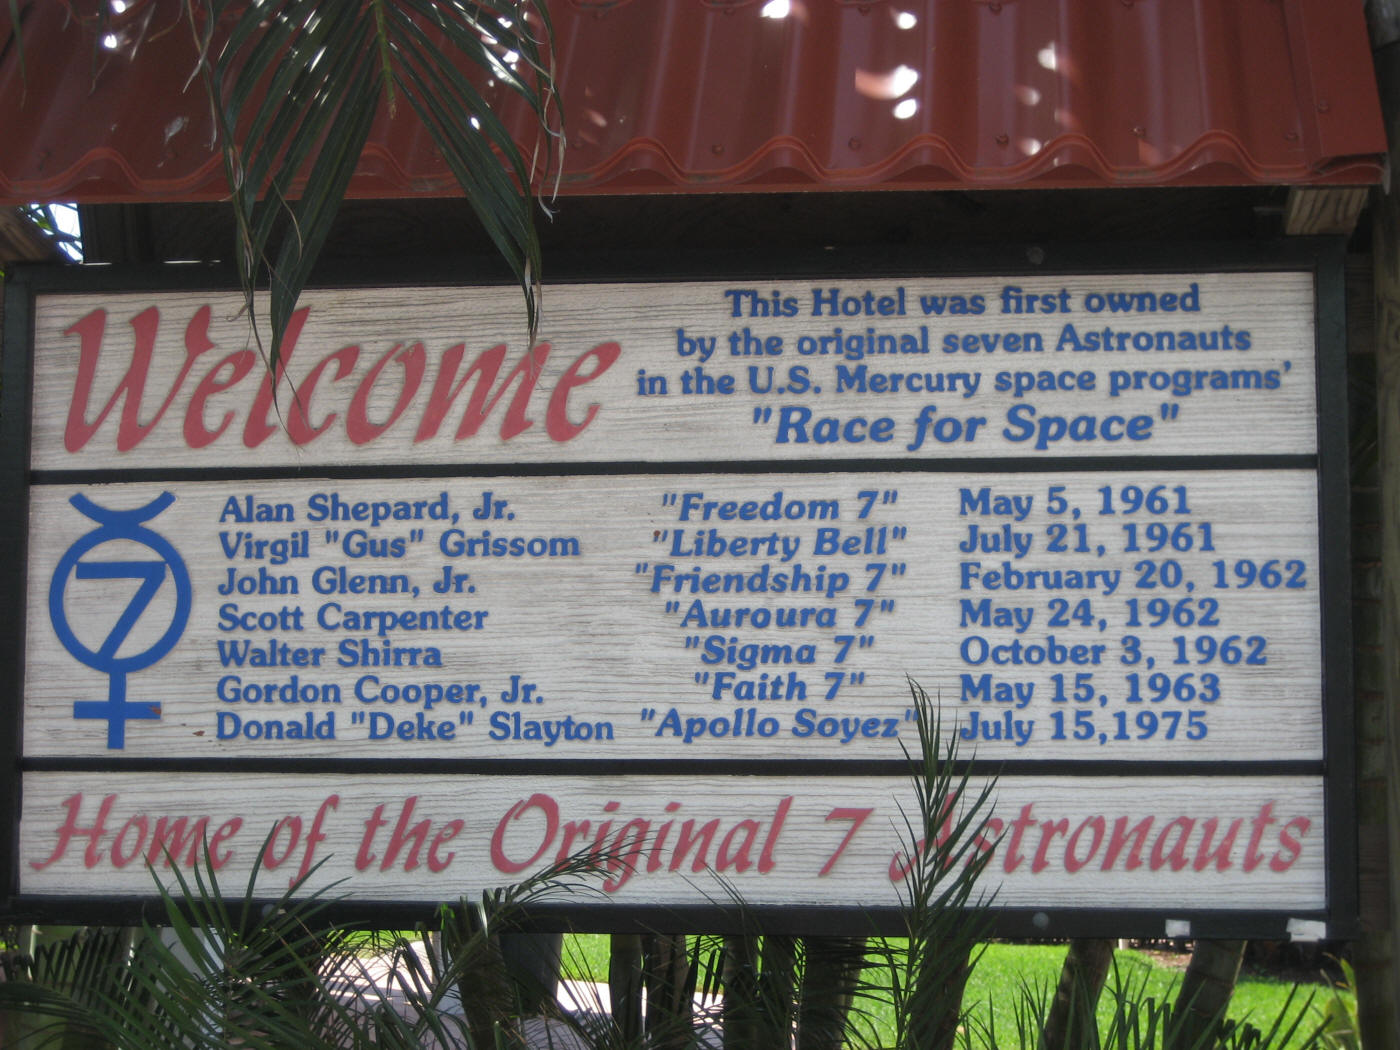 Welcome
This Hotel was first owned
by the original seven Astronauts
in the U.S. Mercury space programs'
"Race for Space"
7
Alan Shepard, Jr. "Freedom 7" May 5, 1961
Virgil "Gus" Grissom "Liberty Bell" July 21, 1961
John Glenn, Jr. "Friendship 7" February 20, 1962
Scott Carpenter "Auroura 7" May 24, 1962
Walter Shirra "Sigma 7" October 3, 1962
Gordon Cooper, Jr. "Faith 7" May 15, 1963
Donald "Deke" Slayton "Apollo Soyez" July 15,1975
Home of the Original 7 Astronauts